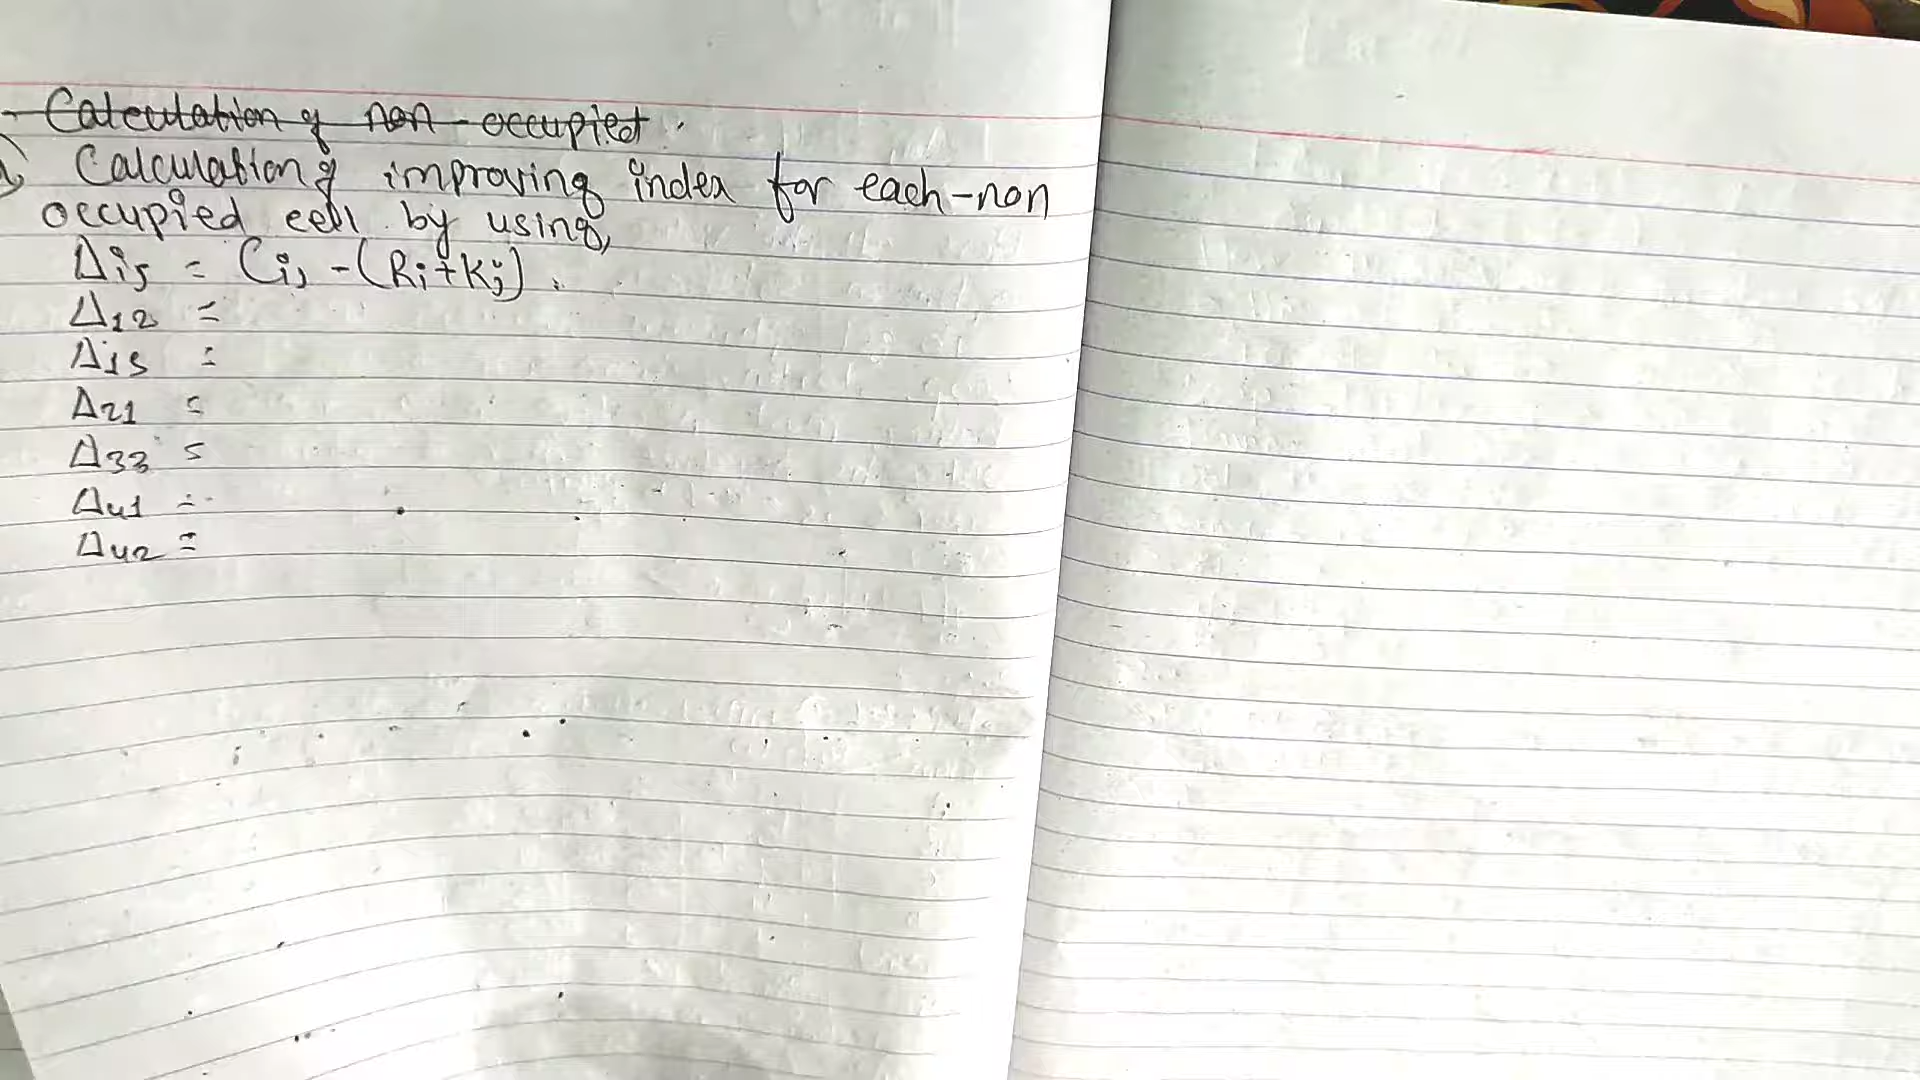 Calculation of non-occupied.
Calculation of improving index for each-non
occupied cell by using,
Δij = Cij - (Ri + Kj).
Δ12 =
Δ13 =
Δ21 =
Δ33 =
Δ41 =
Δ42 =